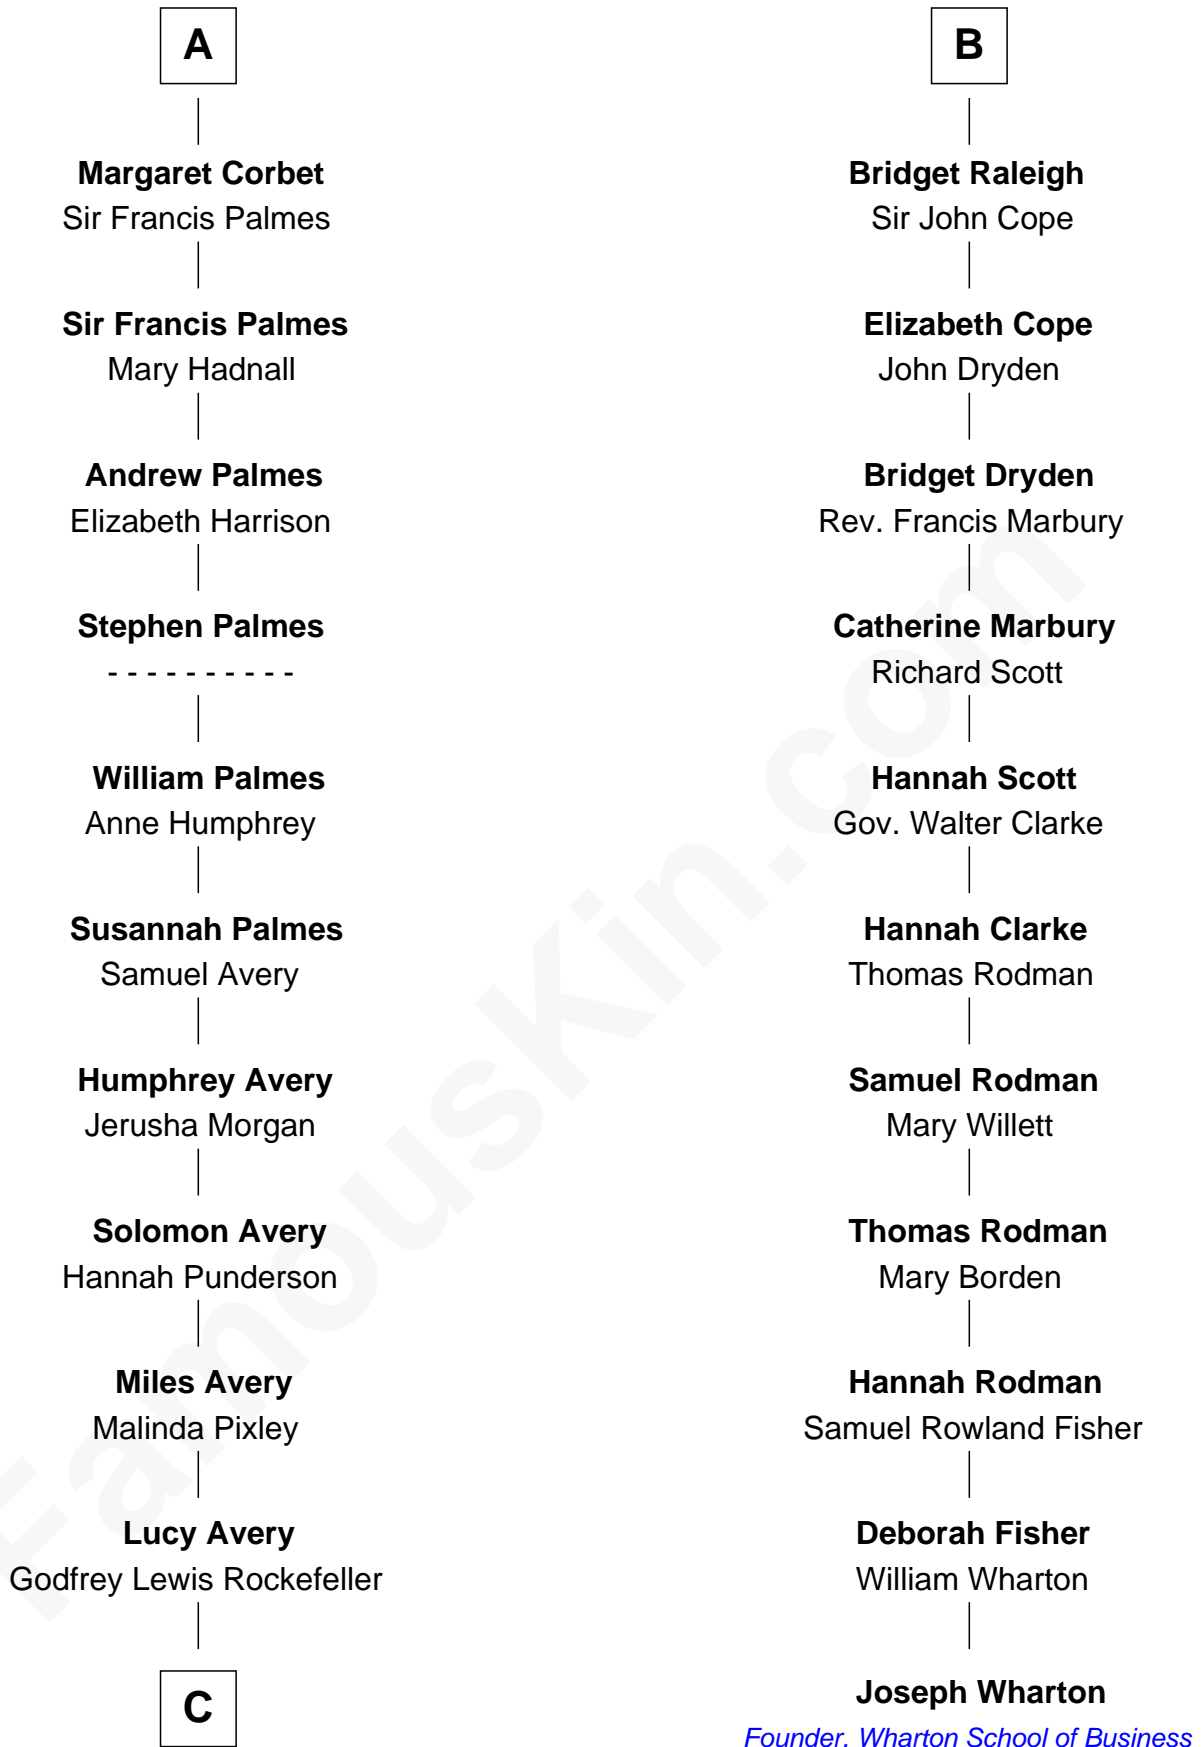 A
Margaret Corbet
Sir Francis Palmes
Sir Francis Palmes
Mary Hadnall
Andrew Palmes
Elizabeth Harrison
Stephen Palmes
- - - - - - - - - -
William Palmes
Anne Humphrey
Susannah Palmes
Samuel Avery
Humphrey Avery
Jerusha Morgan
Solomon Avery
Hannah Punderson
Miles Avery
Malinda Pixley
Lucy Avery
Godfrey Lewis Rockefeller
C
B
Bridget Raleigh
Sir John Cope
Elizabeth Cope
John Dryden
Bridget Dryden
Rev. Francis Marbury
Catherine Marbury
Richard Scott
Hannah Scott
Gov. Walter Clarke
Hannah Clarke
Thomas Rodman
Samuel Rodman
Mary Willett
Thomas Rodman
Mary Borden
Hannah Rodman
Samuel Rowland Fisher
Deborah Fisher
William Wharton
Joseph Wharton
Founder, Wharton School of Business
FamousKin.com